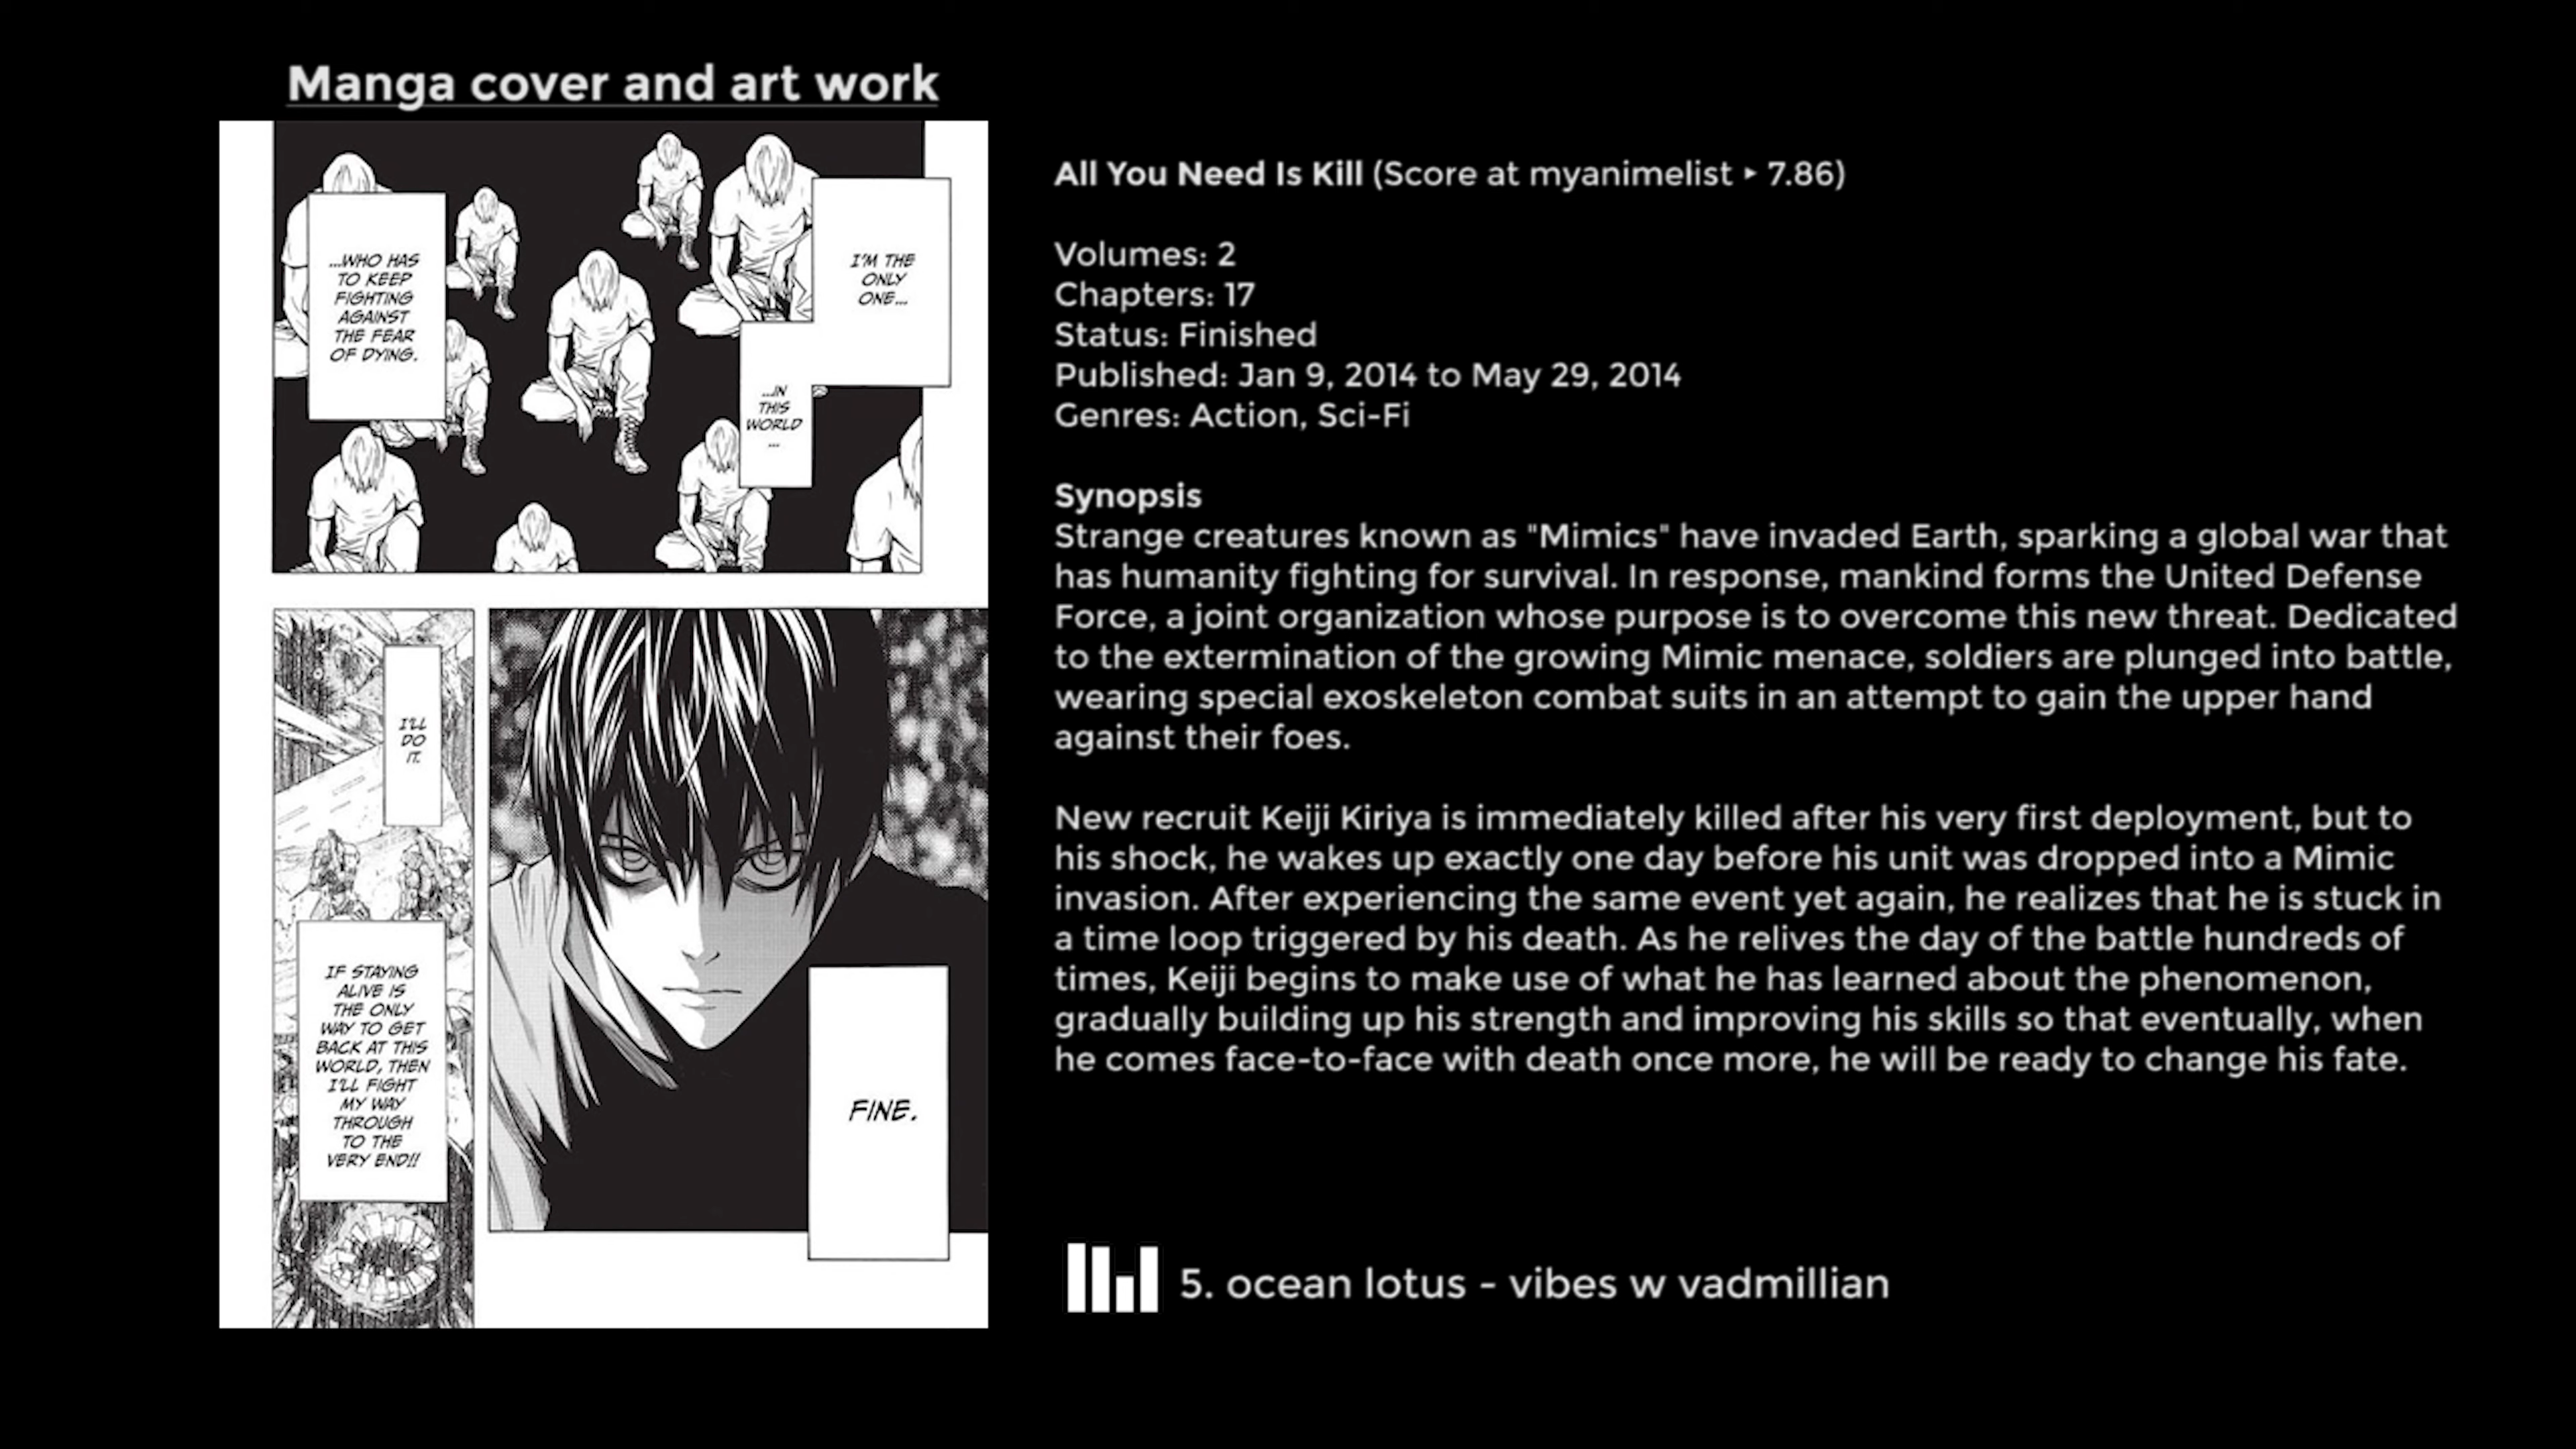 Manga cover and art work
I'M THE
ONLY
ONE...
...IN
THIS
WORLD
...
...WHO HAS
TO KEEP
FIGHTING
AGAINST
THE FEAR
OF DYING.
FINE.
I'LL
DO
IT.
IF STAYING
ALIVE IS
THE ONLY
WAY TO GET
BACK AT THIS
WORLD, THEN
I'LL FIGHT
MY WAY
THROUGH
TO THE
VERY END!!
All You Need Is Kill (Score at myanimelist ‣ 7.86)
Volumes: 2
Chapters: 17
Status: Finished
Published: Jan 9, 2014 to May 29, 2014
Genres: Action, Sci-Fi
Synopsis
Strange creatures known as "Mimics" have invaded Earth, sparking a global war that
has humanity fighting for survival. In response, mankind forms the United Defense
Force, a joint organization whose purpose is to overcome this new threat. Dedicated
to the extermination of the growing Mimic menace, soldiers are plunged into battle,
wearing special exoskeleton combat suits in an attempt to gain the upper hand
against their foes.
New recruit Keiji Kiriya is immediately killed after his very first deployment, but to
his shock, he wakes up exactly one day before his unit was dropped into a Mimic
invasion. After experiencing the same event yet again, he realizes that he is stuck in
a time loop triggered by his death. As he relives the day of the battle hundreds of
times, Keiji begins to make use of what he has learned about the phenomenon,
gradually building up his strength and improving his skills so that eventually, when
he comes face-to-face with death once more, he will be ready to change his fate.
5. ocean lotus - vibes w vadmillian